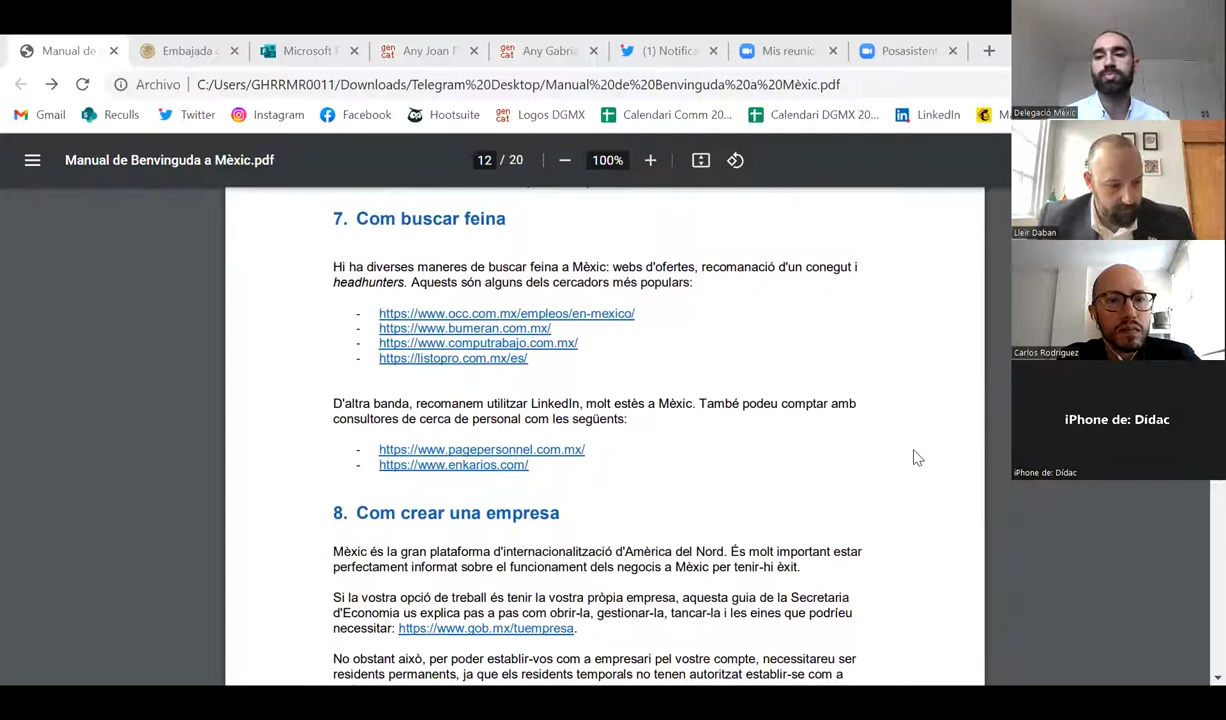 Manual de
Embajada
Microsoft F
gen cat
Any Joan F
gen cat
Any Gabrie
(1) Notifica
Mis reunio
Posasistent
Archivo
C:/Users/GHRRMR0011/Downloads/Telegram%20Desktop/Manual%20de%20Benvinguda%20a%20Mèxic.pdf
Gmail
Reculls
Twitter
Instagram
Facebook
Hootsuite
gen cat
Logos DGMX
Calendari Comm 20...
Calendari DGMX 20...
LinkedIn
M
Manual de Benvinguda a Mèxic.pdf
12 / 20
100%
7. Com buscar feina
Hi ha diverses maneres de buscar feina a Mèxic: webs d'ofertes, recomanació d'un conegut i
headhunters. Aquests són alguns dels cercadors més populars:
- https://www.occ.com.mx/empleos/en-mexico/
- https://www.bumeran.com.mx/
- https://www.computrabajo.com.mx/
- https://listopro.com.mx/es/
D'altra banda, recomanem utilitzar LinkedIn, molt estès a Mèxic. També podeu comptar amb
consultores de cerca de personal com les següents:
- https://www.pagepersonnel.com.mx/
- https://www.enkarios.com/
8. Com crear una empresa
Mèxic és la gran plataforma d'internacionalització d'Amèrica del Nord. És molt important estar
perfectament informat sobre el funcionament dels negocis a Mèxic per tenir-hi èxit.
Si la vostra opció de treball és tenir la vostra pròpia empresa, aquesta guia de la Secretaria
d'Economia us explica pas a pas com obrir-la, gestionar-la, tancar-la i les eines que podríeu
necessitar: https://www.gob.mx/tuempresa.
No obstant això, per poder establir-vos com a empresari pel vostre compte, necessitareu ser
residents permanents, ja que els residents temporals no tenen autoritzat establir-se com a
Delegació Mèxic
Lleïr Daban
Carlos Rodríguez
iPhone de: Dídac
iPhone de: Dídac